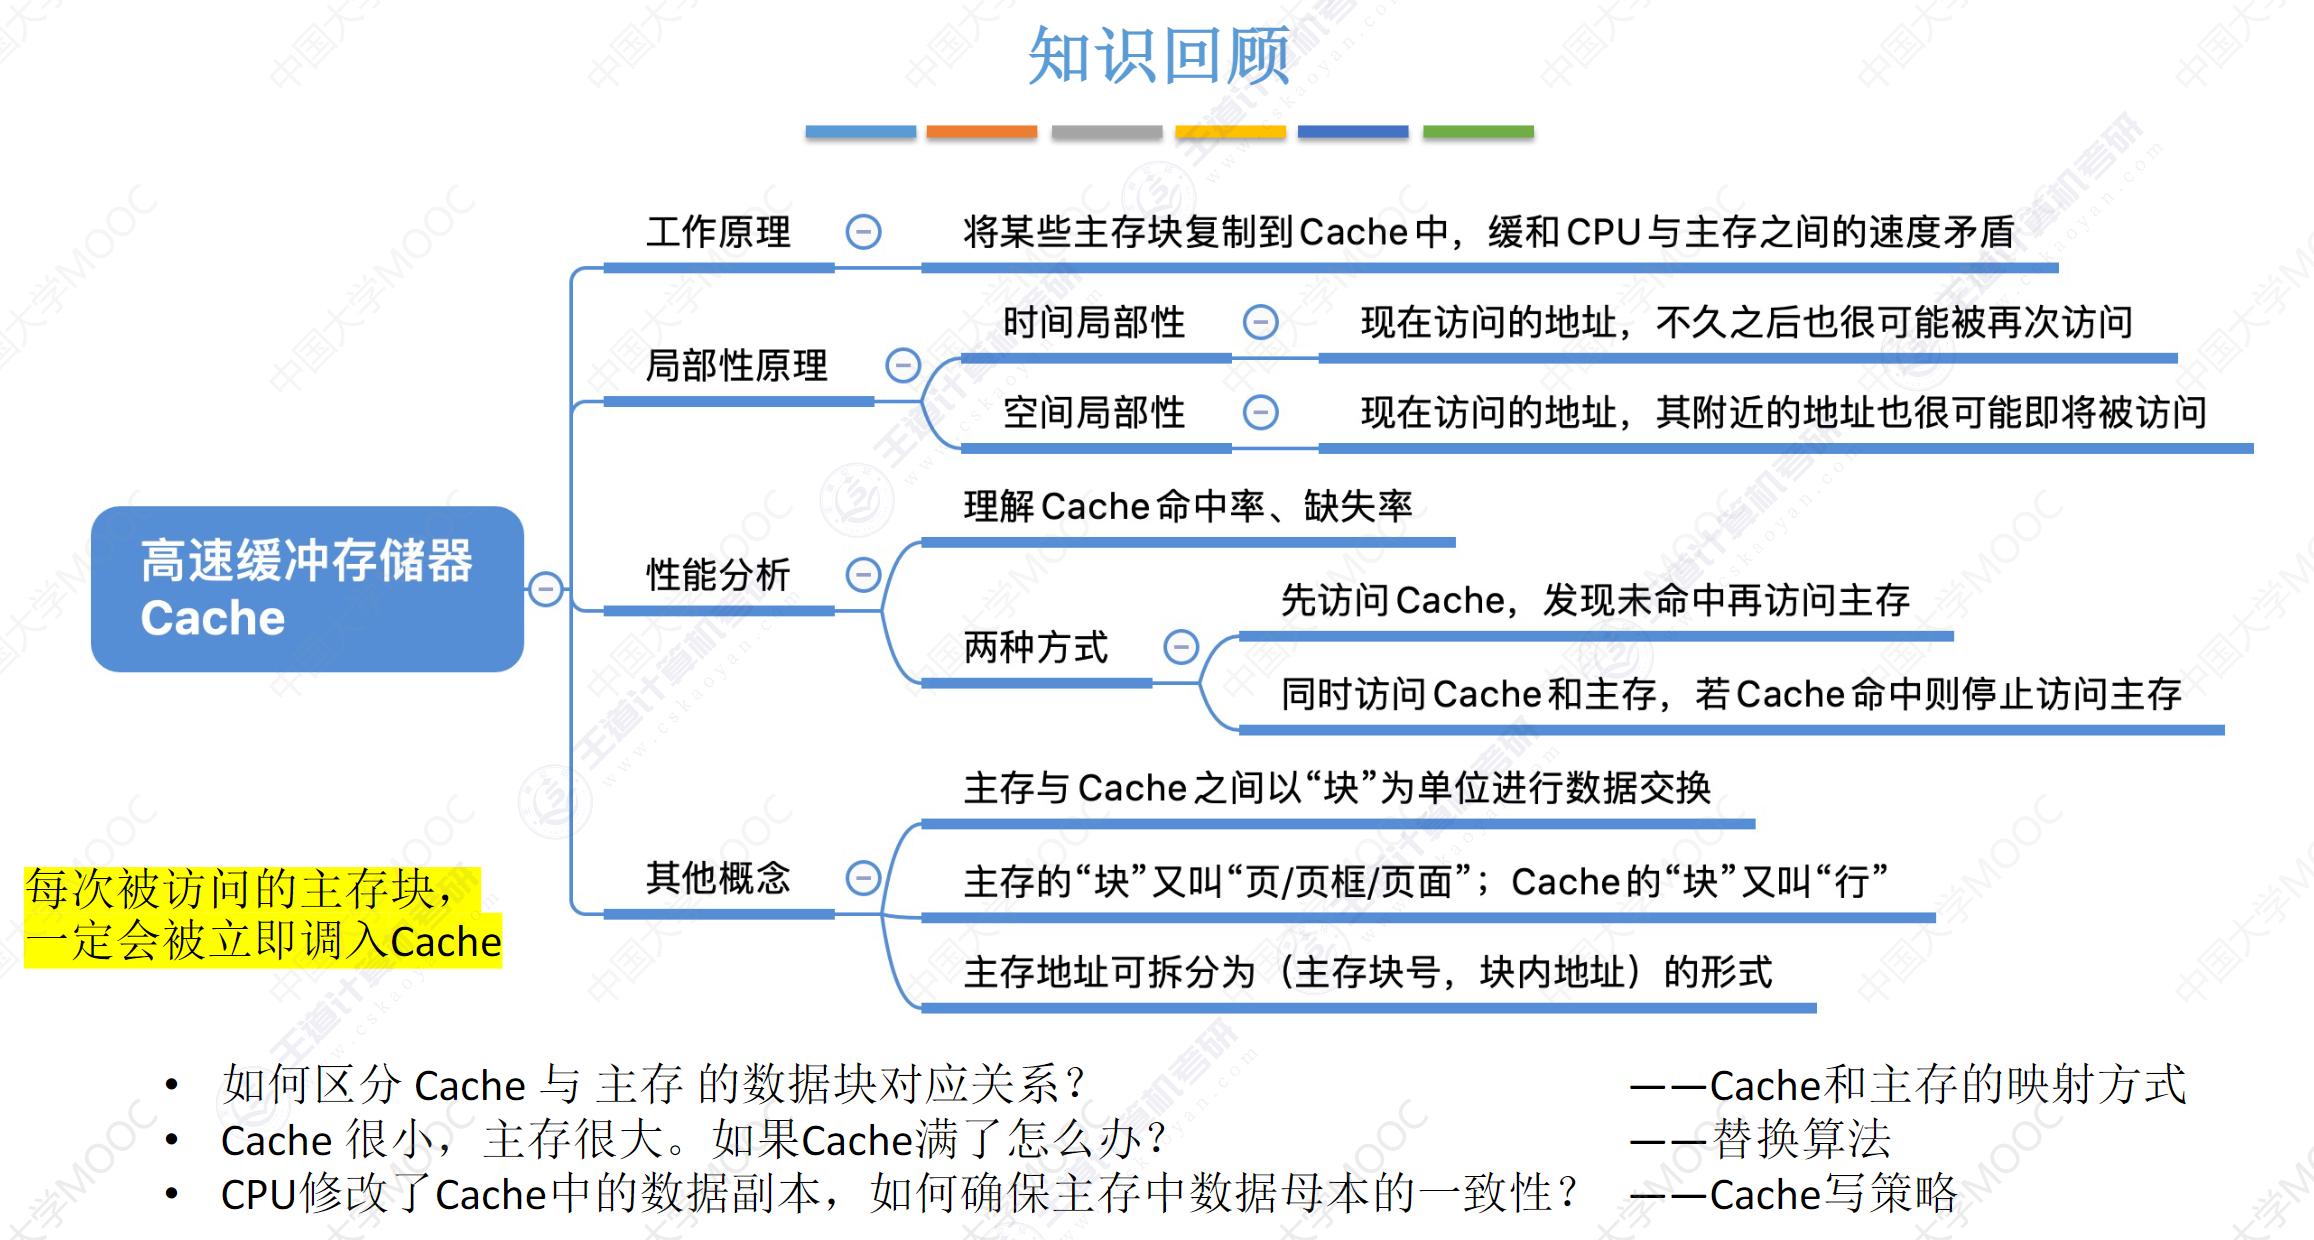 知识回顾
工作原理
将某些主存块复制到Cache中，缓和CPU与主存之间的速度矛盾
局部性原理
时间局部性
现在访问的地址，不久之后也很可能被再次访问
空间局部性
现在访问的地址，其附近的地址也很可能即将被访问
高速缓冲存储器
Cache
性能分析
理解Cache命中率、缺失率
两种方式
先访问Cache，发现未命中再访问主存
同时访问Cache和主存，若Cache命中则停止访问主存
其他概念
主存与Cache之间以“块”为单位进行数据交换
主存的“块”又叫“页/页框/页面”；Cache的“块”又叫“行”
主存地址可拆分为（主存块号，块内地址）的形式
每次被访问的主存块，
一定会被立即调入Cache
• 如何区分 Cache 与 主存 的数据块对应关系？ ——Cache和主存的映射方式
• Cache 很小，主存很大。如果Cache满了怎么办？ ——替换算法
• CPU修改了Cache中的数据副本，如何确保主存中数据母本的一致性？ ——Cache写策略
中国大学MOOC
王道计算机考研
www.cskaoyan.com